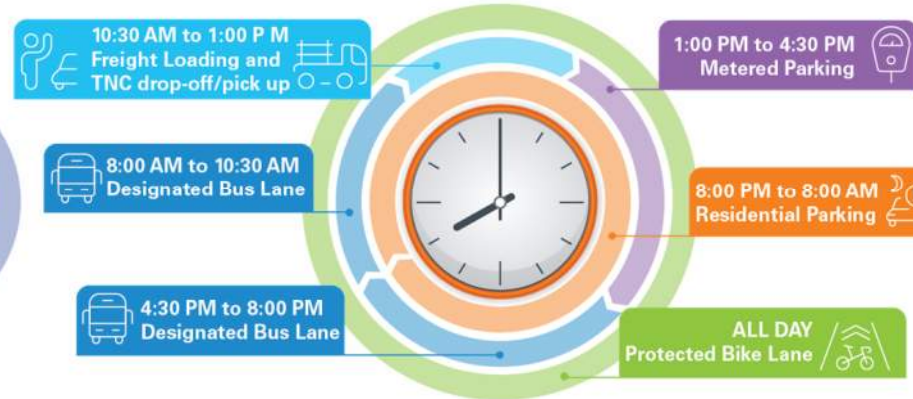 10:30 AM to 1:00 P M
Freight Loading and
TNC drop-off/pick up
1:00 PM to 4:30 PM
Metered Parking
8:00 AM to 10:30 AM
Designated Bus Lane
8:00 PM to 8:00 AM
Residential Parking
4:30 PM to 8:00 PM
Designated Bus Lane
ALL DAY
Protected Bike Lane